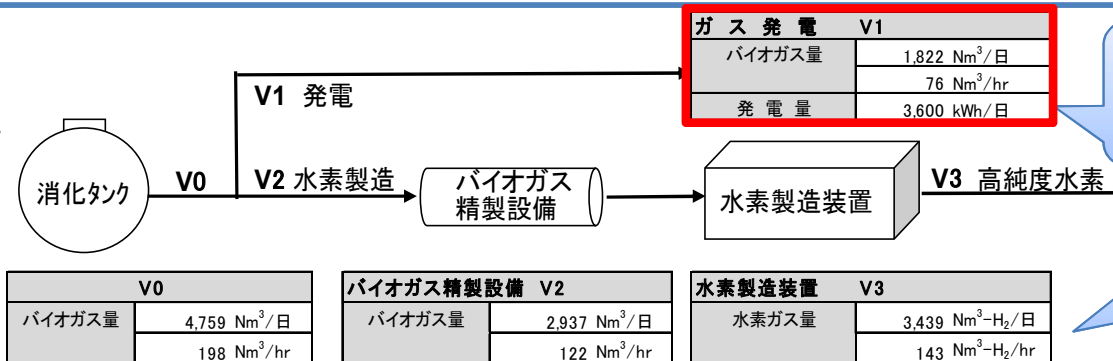 ガ ス 発 電 V1
バイオガス量 1,822 Nm³/日
76 Nm³/hr
発 電 量 3,600 kWh/日
V1 発電
消化タンク
V0
V2 水素製造
バイオガス
精製設備
水素製造装置
V3 高純度水素
V0
バイオガス量 4,759 Nm³/日
198 Nm³/hr
バイオガス精製設備 V2
バイオガス量 2,937 Nm³/日
122 Nm³/hr
水素製造装置 V3
水素ガス量 3,439 Nm³-H₂/日
143 Nm³-H₂/hr